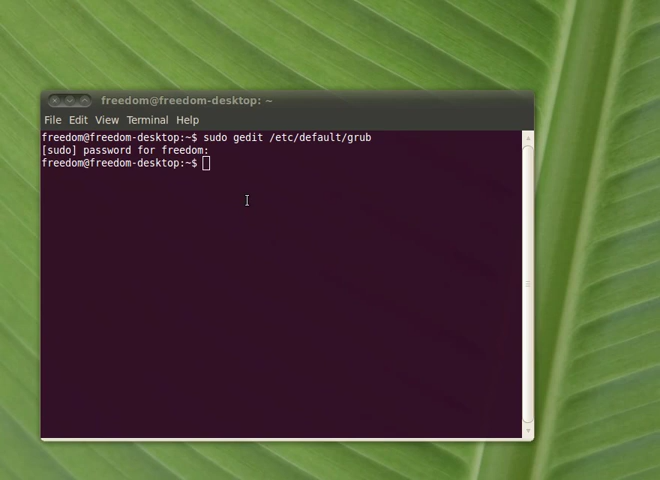 freedom@freedom-desktop: ~
File Edit View Terminal Help
freedom@freedom-desktop:~$ sudo gedit /etc/default/grub
[sudo] password for freedom:
freedom@freedom-desktop:~$